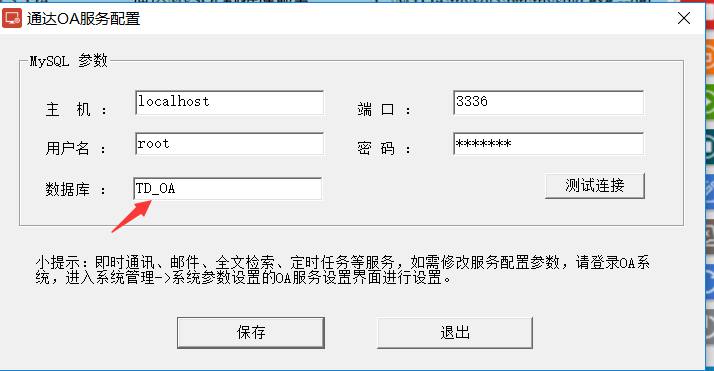 通达OA服务配置
MySQL 参数
主 机 : localhost 端 口 : 3336
用户名 : root 密 码 : *******
数据库 : TD_OA 测试连接
小提示：即时通讯、邮件、全文检索、定时任务等服务，如需修改服务配置参数，请登录OA系
统，进入系统管理->系统参数设置的OA服务设置界面进行设置。
保存 退出